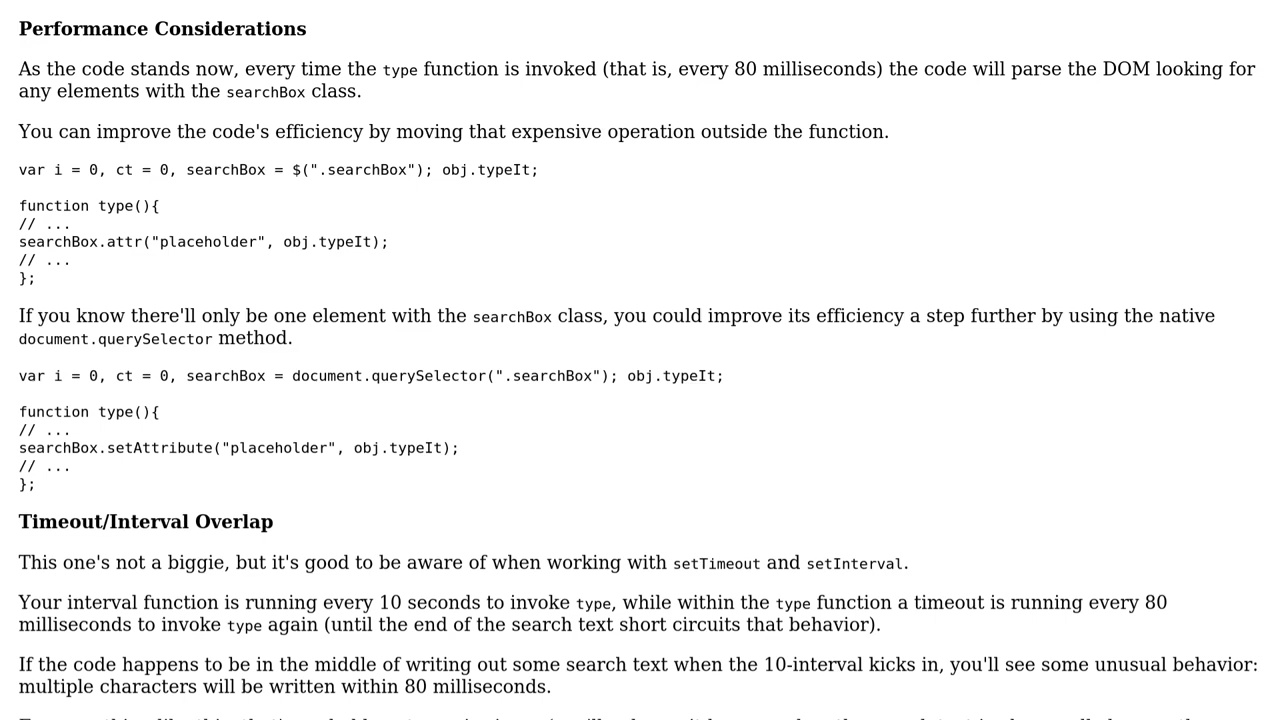 Performance Considerations
As the code stands now, every time the type function is invoked (that is, every 80 milliseconds) the code will parse the DOM looking for
any elements with the searchBox class.
You can improve the code's efficiency by moving that expensive operation outside the function.
var i = 0, ct = 0, searchBox = $(".searchBox"); obj.typeIt;
function type(){
// ...
searchBox.attr("placeholder", obj.typeIt);
// ...
};
If you know there'll only be one element with the searchBox class, you could improve its efficiency a step further by using the native
document.querySelector method.
var i = 0, ct = 0, searchBox = document.querySelector(".searchBox"); obj.typeIt;
function type(){
// ...
searchBox.setAttribute("placeholder", obj.typeIt);
// ...
};
Timeout/Interval Overlap
This one's not a biggie, but it's good to be aware of when working with setTimeout and setInterval.
Your interval function is running every 10 seconds to invoke type, while within the type function a timeout is running every 80
milliseconds to invoke type again (until the end of the search text short circuits that behavior).
If the code happens to be in the middle of writing out some search text when the 10-interval kicks in, you'll see some unusual behavior:
multiple characters will be written within 80 milliseconds.